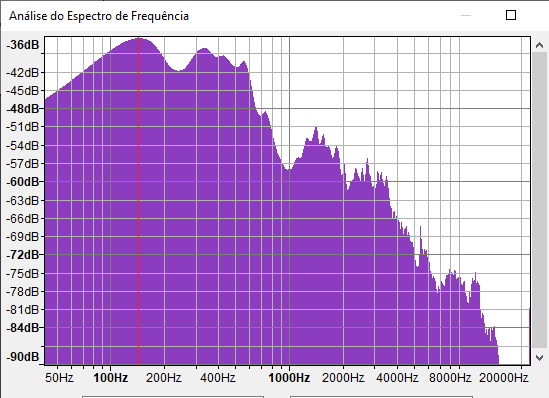 Análise do Espectro de Frequência
-36dB
-42dB
-45dB
-48dB
-51dB
-54dB
-57dB
-60dB
-63dB
-66dB
-69dB
-72dB
-75dB
-78dB
-81dB
-84dB
-90dB
50Hz 100Hz 200Hz 400Hz 1000Hz 2000Hz 4000Hz 8000Hz 20000Hz